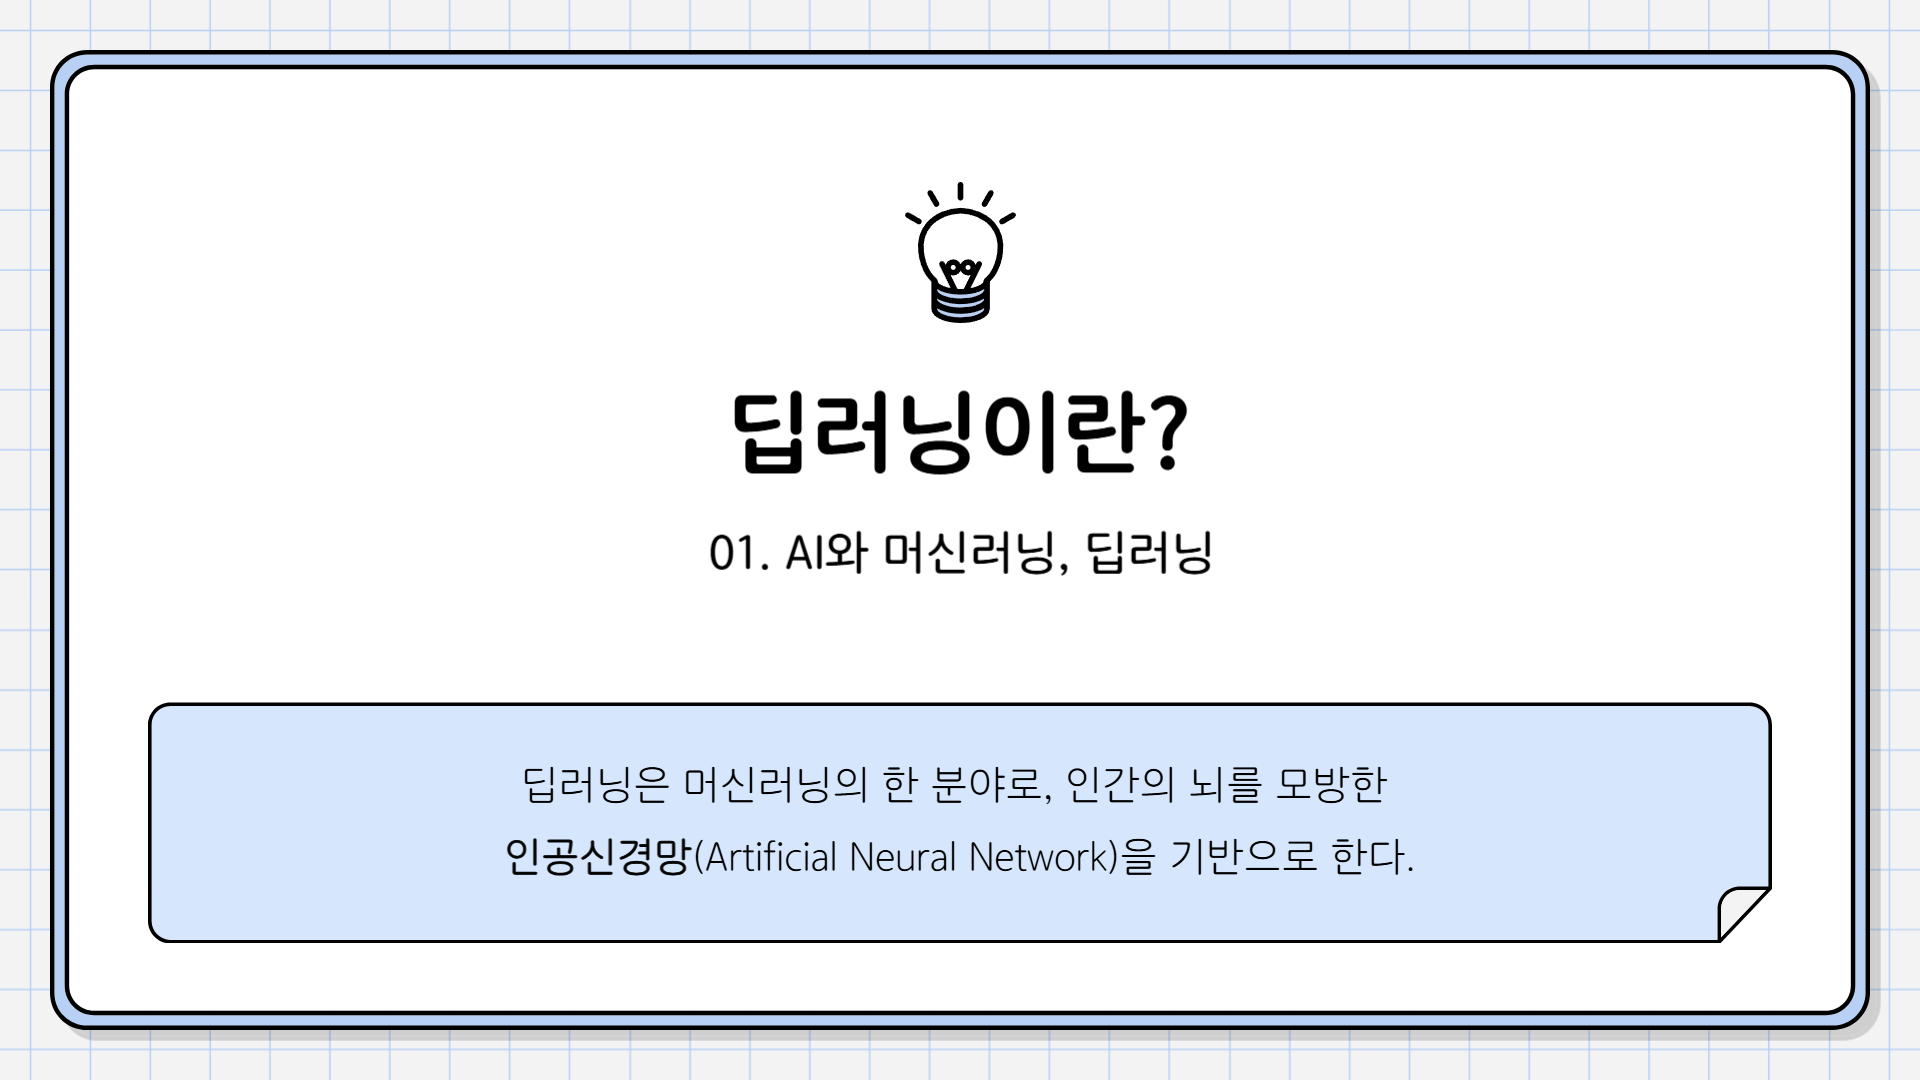 딥러닝이란?
01. AI와 머신러닝, 딥러닝
딥러닝은 머신러닝의 한 분야로, 인간의 뇌를 모방한
인공신경망(Artificial Neural Network)을 기반으로 한다.